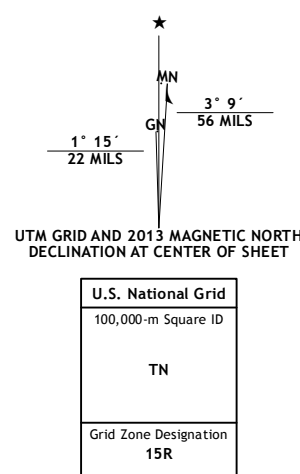 ★
MN
GN
3° 9´
56 MILS
1° 15´
22 MILS
UTM GRID AND 2013 MAGNETIC NORTH
DECLINATION AT CENTER OF SHEET
U.S. National Grid
100,000-m Square ID
TN
Grid Zone Designation
15R